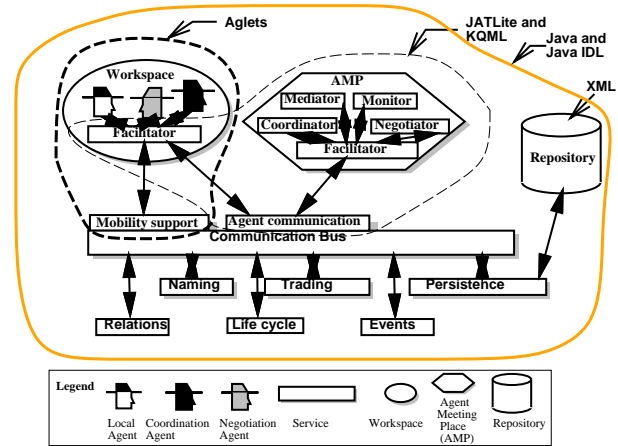 Aglets
JATLite and
KQML
Java and
Java IDL
XML
Workspace
Facilitator
AMP
Mediator
Monitor
Coordinator
Negotiator
Facilitator
Repository
Mobility support
Agent communication
Communication Bus
Naming
Trading
Persistence
Relations
Life cycle
Events
Legend
Local
Agent
Coordination
Agent
Negotiation
Agent
Service
Workspace
Agent
Meeting
Place
(AMP)
Repository